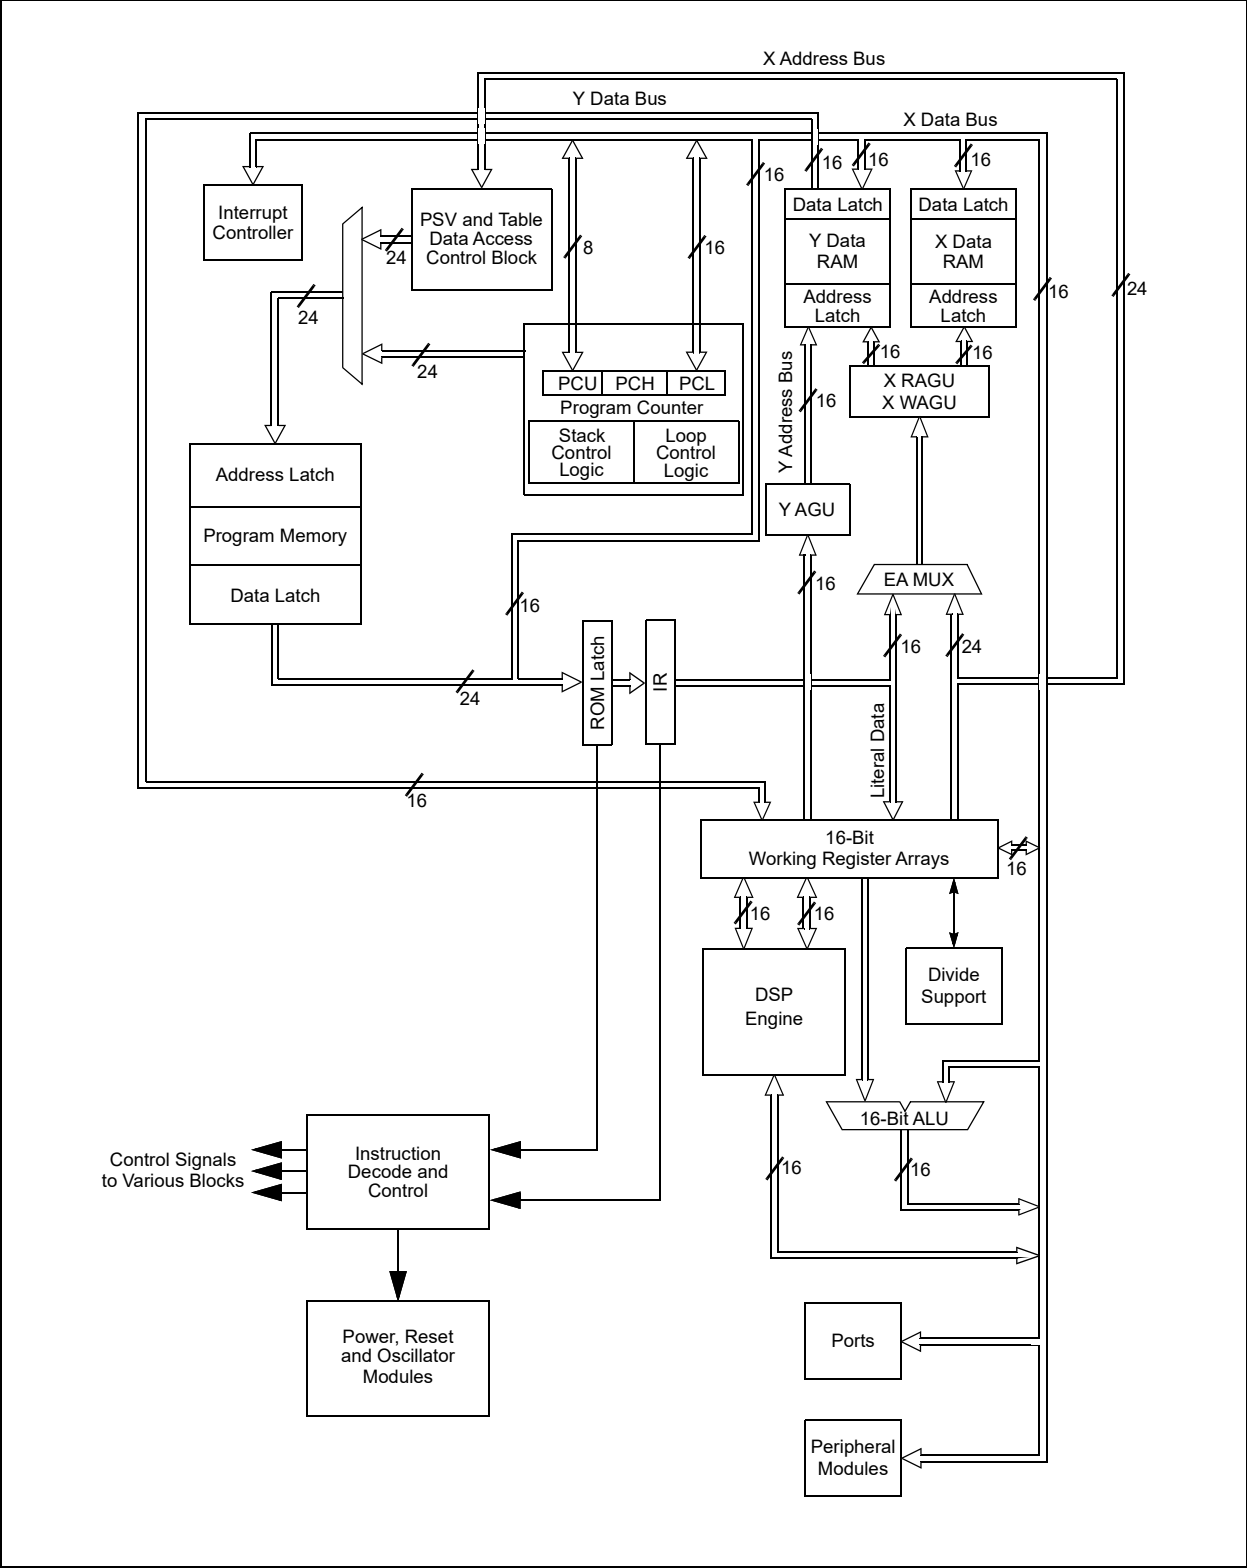 X Address Bus
Y Data Bus
X Data Bus
16
16
16
16
Interrupt
Controller
PSV and Table
Data Access
Control Block
24
8
16
Data Latch
Y Data
RAM
Address
Latch
Data Latch
X Data
RAM
Address
Latch
16
24
24
24
16
16
PCU
PCH
PCL
Program Counter
Stack
Control
Logic
Loop
Control
Logic
Y Address Bus
16
X RAGU
X WAGU
Address Latch
Program Memory
Data Latch
Y AGU
16
EA MUX
16
16
24
24
ROM Latch
IR
Literal Data
16
16-Bit
Working Register Arrays
16
16
16
DSP
Engine
Divide
Support
16-Bit ALU
16
16
Control Signals
to Various Blocks
Instruction
Decode and
Control
Power, Reset
and Oscillator
Modules
Ports
Peripheral
Modules